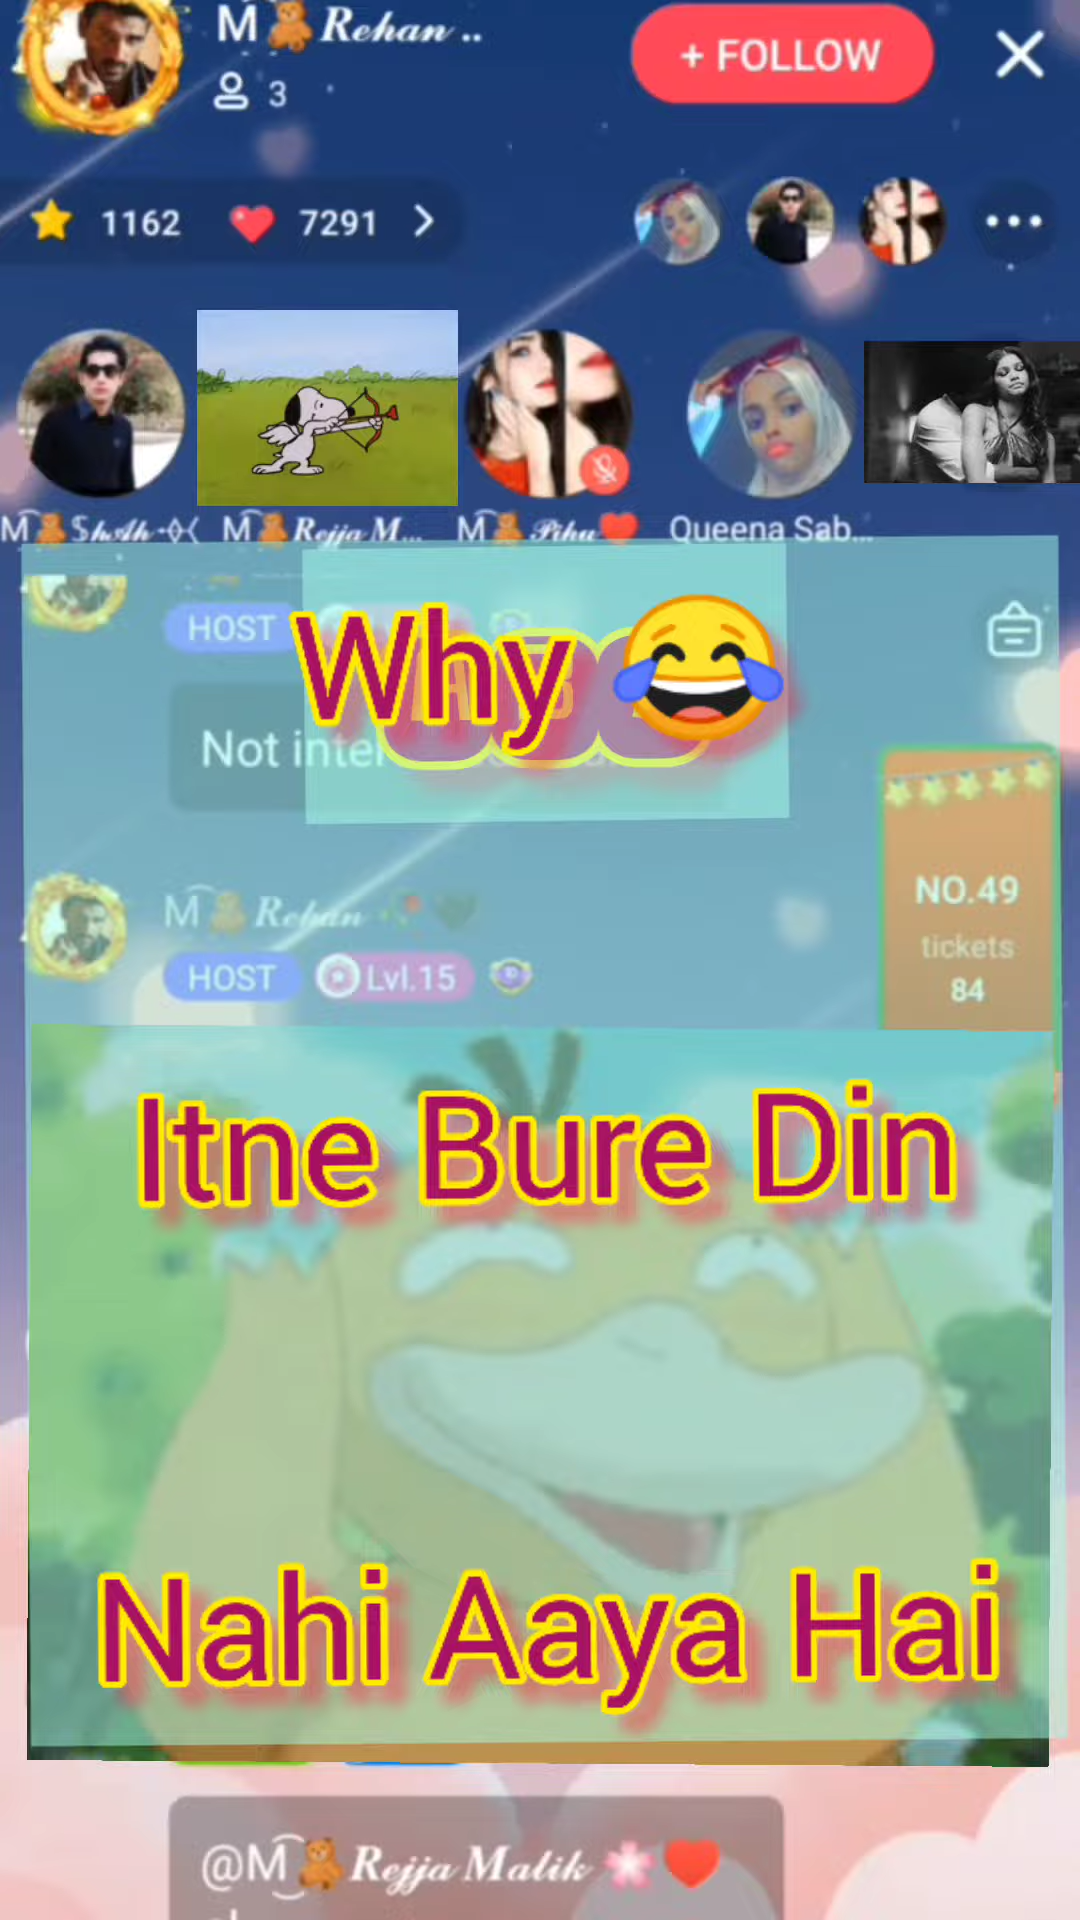 M🧸 Rehan ..
3
+ FOLLOW
1162
7291
M🧸 ShAh
M🧸 Rejja M...
M🧸 Pihu❤️
Queena Sab...
HOST
Why 😂
Not inter
M🧸 Rehan
HOST
Lvl.15
NO.49
tickets
84
Itne Bure Din
Nahi Aaya Hai
@M🧸 Rejja Malik 🌸❤️